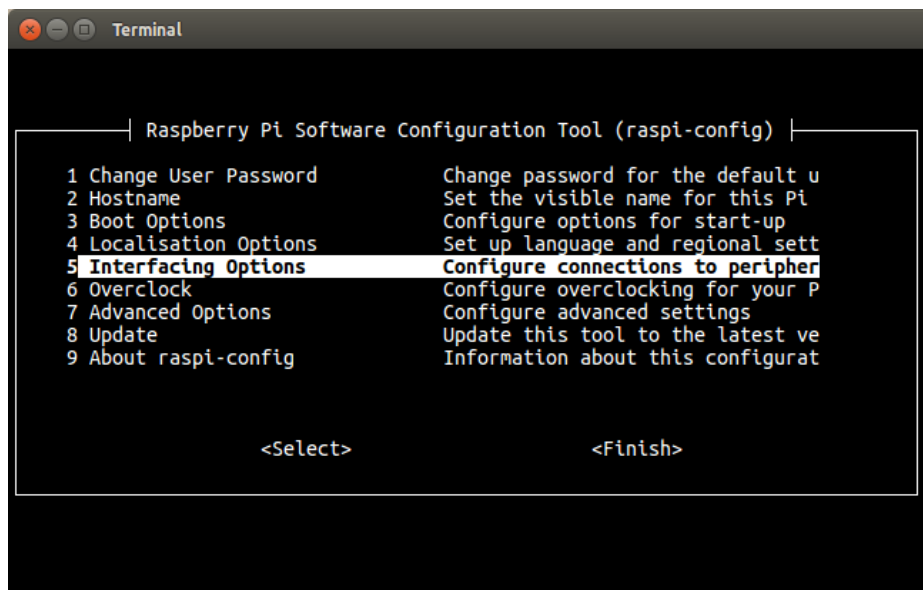 Terminal
Raspberry Pi Software Configuration Tool (raspi-config)
1 Change User Password Change password for the default u
2 Hostname Set the visible name for this Pi
3 Boot Options Configure options for start-up
4 Localisation Options Set up language and regional sett
5 Interfacing Options Configure connections to peripher
6 Overclock Configure overclocking for your P
7 Advanced Options Configure advanced settings
8 Update Update this tool to the latest ve
9 About raspi-config Information about this configurat
<Select> <Finish>